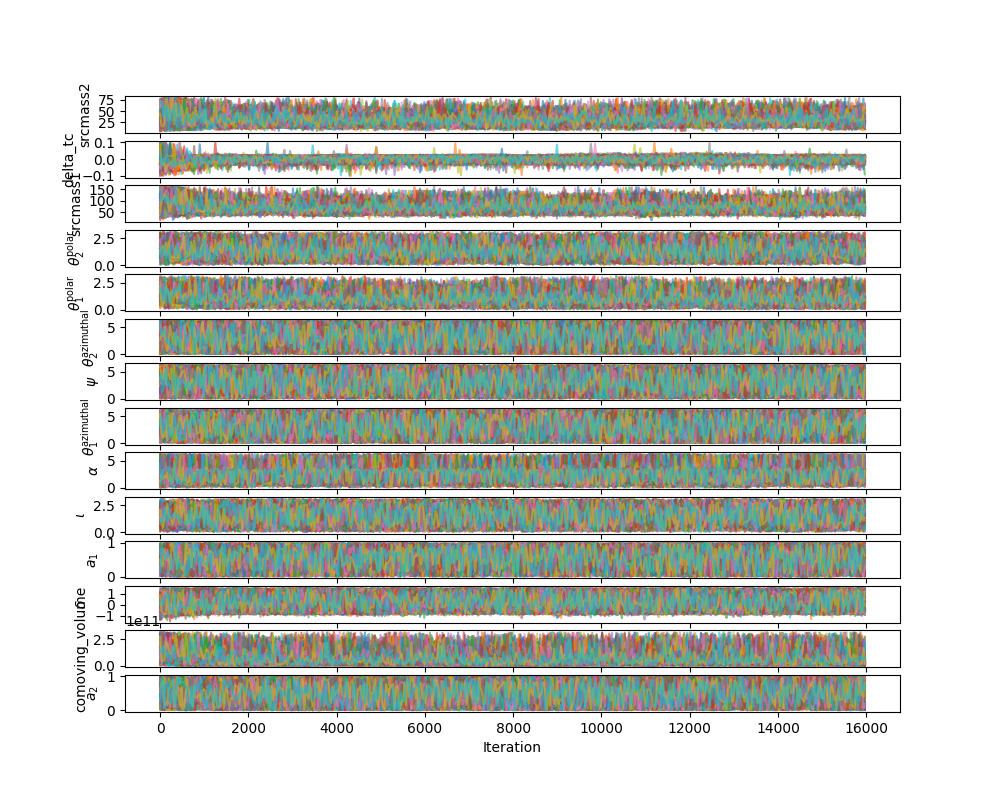 srcmass2
75
50
25
delta_tc
0.1
0.0
−0.1
srcmass1
150
100
50
θ₂^polar
2.5
0.0
θ₁^polar
2.5
0.0
θ₂^azimuthal
5
0
ψ
5
0
θ₁^azimuthal
5
0
α
5
0
ι
2.5
0.0
a₁
1
0
1
0
−1
comoving_volume
1e11
2.5
0.0
a₂
1
0
0
2000
4000
6000
8000
10000
12000
14000
16000
Iteration